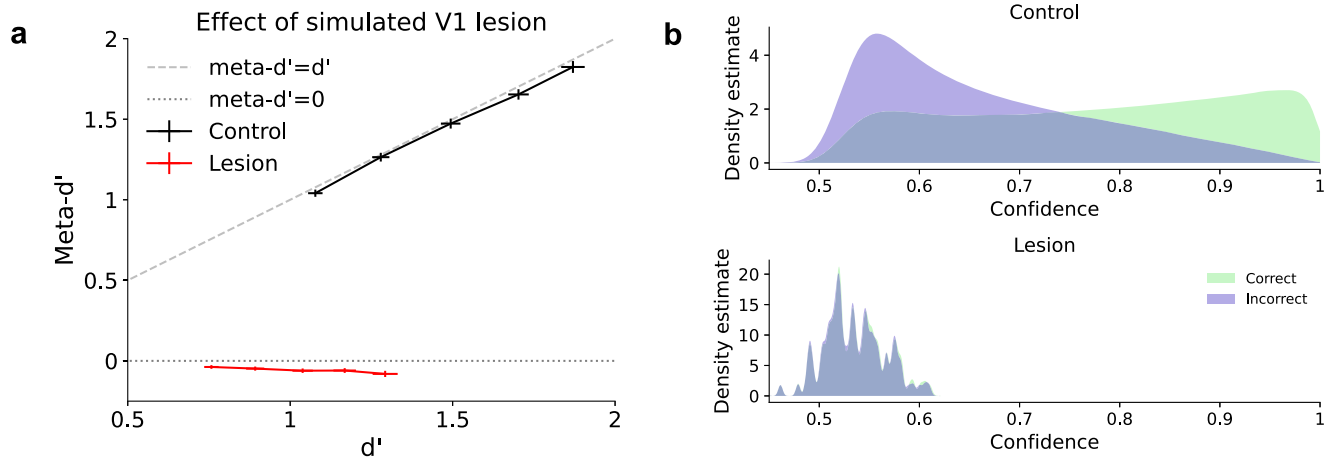 a
Effect of simulated V1 lesion
Meta-d'
2
1.5
1
0.5
0
meta-d'=d'
meta-d'=0
Control
Lesion
0.5
1
1.5
2
d'
b
Control
Density estimate
4
2
0
0.5
0.6
0.7
0.8
0.9
1
Confidence
Lesion
Density estimate
20
15
10
5
0
Correct
Incorrect
0.5
0.6
0.7
0.8
0.9
1
Confidence